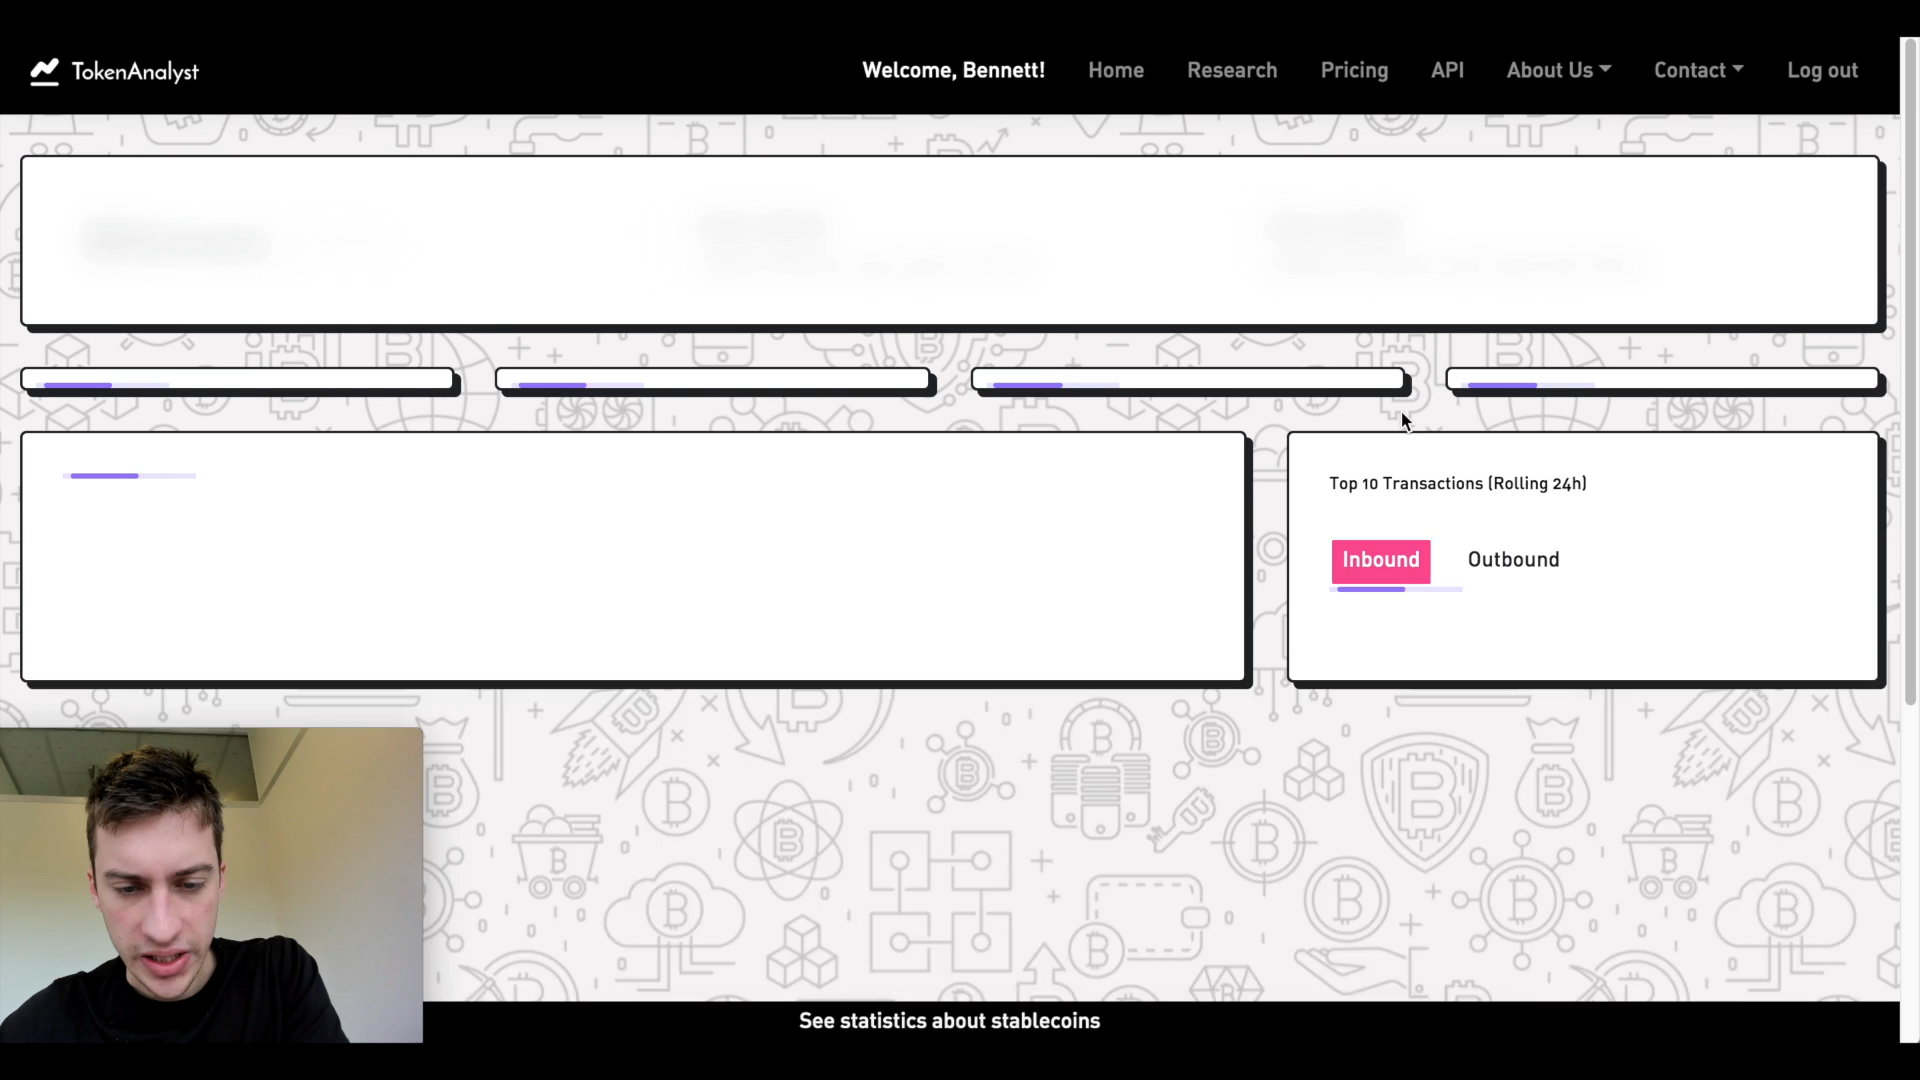 TokenAnalyst
Welcome, Bennett! Home Research Pricing API About Us Contact Log out
Top 10 Transactions (Rolling 24h)
Inbound Outbound
See statistics about stablecoins